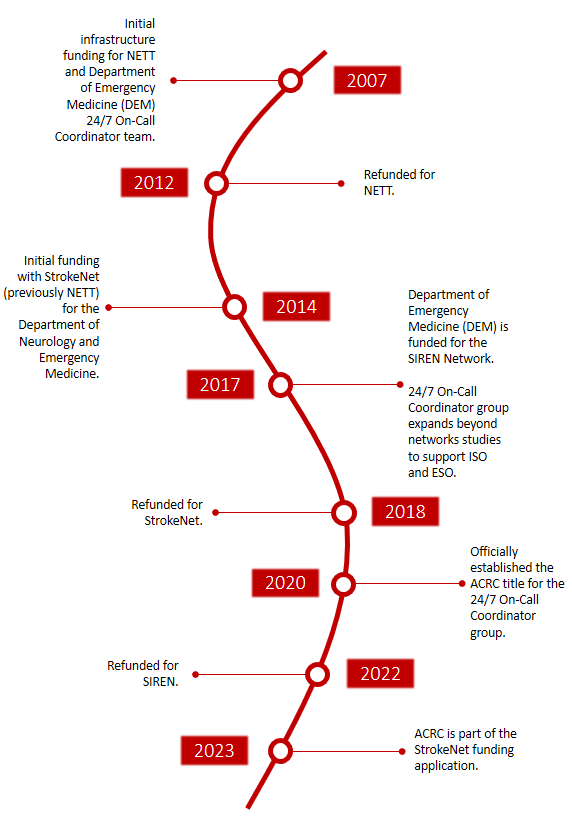 Initial
infrastructure
funding for NETT
and Department
of Emergency
Medicine (DEM)
24/7 On-Call
Coordinator team.
2007
2012
Refunded for
NETT.
Initial funding
with StrokeNet
(previously NETT)
for the
Department of
Neurology and
Emergency
Medicine.
2014
2017
Department of
Emergency
Medicine (DEM) is
funded for the
SIREN Network.
24/7 On-Call
Coordinator group
expands beyond
networks studies
to support ISO
and ESO.
Refunded for
StrokeNet.
2018
2020
Officially
established the
ACRC title for the
24/7 On-Call
Coordinator
group.
Refunded for
SIREN.
2022
2023
ACRC is part of the
StrokeNet funding
application.